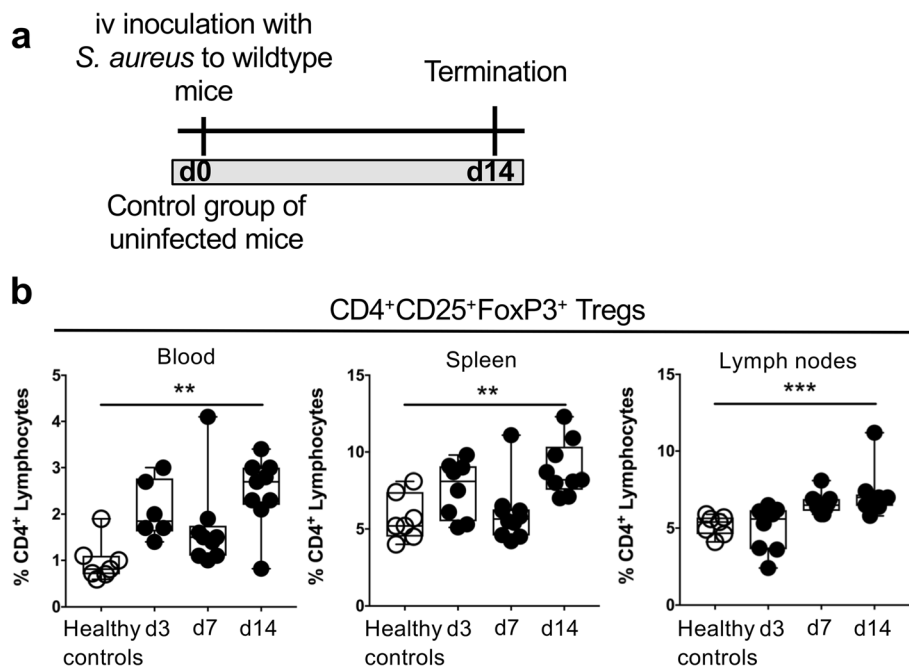 a
iv inoculation with
S. aureus to wildtype
mice
Termination
d0
d14
Control group of
uninfected mice
b
CD4⁺CD25⁺FoxP3⁺ Tregs
Blood
% CD4⁺ Lymphocytes
5
4
3
2
1
0
**
Healthy d3 d7 d14
controls
Spleen
% CD4⁺ Lymphocytes
15
10
5
0
**
Healthy d3 d7 d14
controls
Lymph nodes
% CD4⁺ Lymphocytes
15
10
5
0
***
Healthy d3 d7 d14
controls